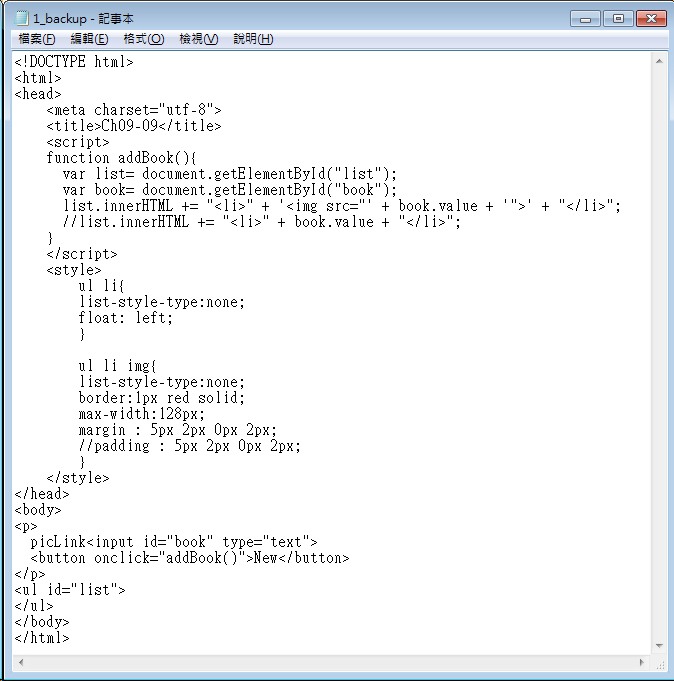 1_backup - 記事本
檔案(F) 編輯(E) 格式(O) 檢視(V) 說明(H)
<!DOCTYPE html>
<html>
<head>
    <meta charset="utf-8">
    <title>Ch09-09</title>
    <script>
    function addBook(){
      var list= document.getElementById("list");
      var book= document.getElementById("book");
      list.innerHTML += "<li>" + '<img src="' + book.value + '">' + "</li>";
      //list.innerHTML += "<li>" + book.value + "</li>";
    }
    </script>
    <style>
        ul li{
        list-style-type:none;
        float: left;
        }

        ul li img{
        list-style-type:none;
        border:1px red solid;
        max-width:128px;
        margin : 5px 2px 0px 2px;
        //padding : 5px 2px 0px 2px;
        }
    </style>
</head>
<body>
<p>
  picLink<input id="book" type="text">
  <button onclick="addBook()">New</button>
</p>
<ul id="list">
</ul>
</body>
</html>